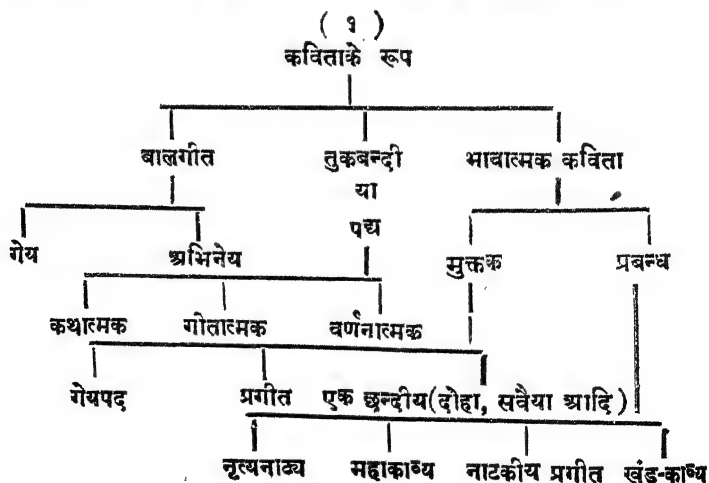 ( १ )
कविताके रूप
बालगीत तुकबन्दी भावात्मक कविता
या
पद्य
गेय अभिनेय मुक्तक प्रबन्ध
कथात्मक गीतात्मक वर्णनात्मक
गेयपद प्रगीत एक छन्दीय(दोहा, सवैया आदि)
नृत्यनाट्य महाकाव्य नाटकीय प्रगीत खंड-काव्य